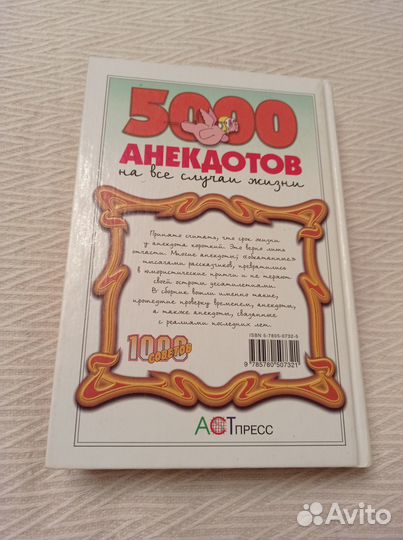 5000
АНЕКДОТОВ
на все случаи жизни
Принято считать, что срок жизни
у анекдота короткий. Это верно лишь
отчасти. Многие анекдоты, «обкатанные»
тысячами рассказчиков, превратились
в юмористические притчи и не теряют
своей остроты десятилетиями.
В сборник вошли именно такие,
прошедшие проверку временем, анекдоты,
а также анекдоты, связанные
с реалиями последних лет.
1000
СОВЕТОВ
ISBN 5-7805-0732-5
9 785780 507321
АСТ ПРЕСС
Avito